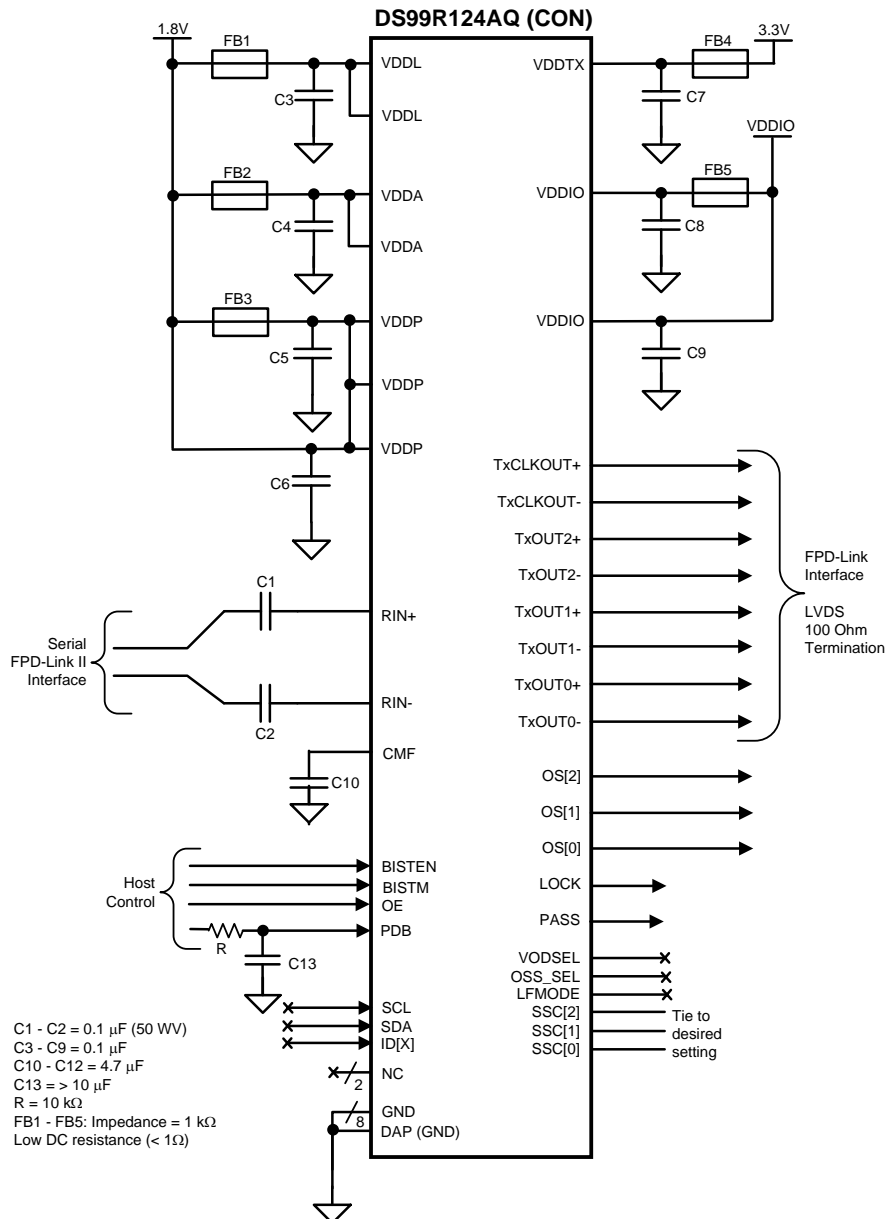 DS99R124AQ (CON)
1.8V
FB1
C3
VDDL
VDDL
FB2
C4
VDDA
VDDA
FB3
C5
VDDP
VDDP
VDDP
C6
C1
Serial
FPD-Link II
Interface
RIN+
RIN-
C2
CMF
C10
Host
Control
BISTEN
BISTM
OE
PDB
R
C13
SCL
SDA
ID[X]
NC
2
GND
8
DAP (GND)
C1 - C2 = 0.1 μF (50 WV)
C3 - C9 = 0.1 μF
C10 - C12 = 4.7 μF
C13 = > 10 μF
R = 10 kΩ
FB1 - FB5: Impedance = 1 kΩ
Low DC resistance (< 1Ω)
3.3V
FB4
VDDTX
C7
VDDIO
FB5
VDDIO
C8
VDDIO
C9
TxCLKOUT+
TxCLKOUT-
TxOUT2+
TxOUT2-
TxOUT1+
TxOUT1-
TxOUT0+
TxOUT0-
FPD-Link
Interface
LVDS
100 Ohm
Termination
OS[2]
OS[1]
OS[0]
LOCK
PASS
VODSEL
OSS_SEL
LFMODE
SSC[2]
SSC[1]
SSC[0]
Tie to
desired
setting